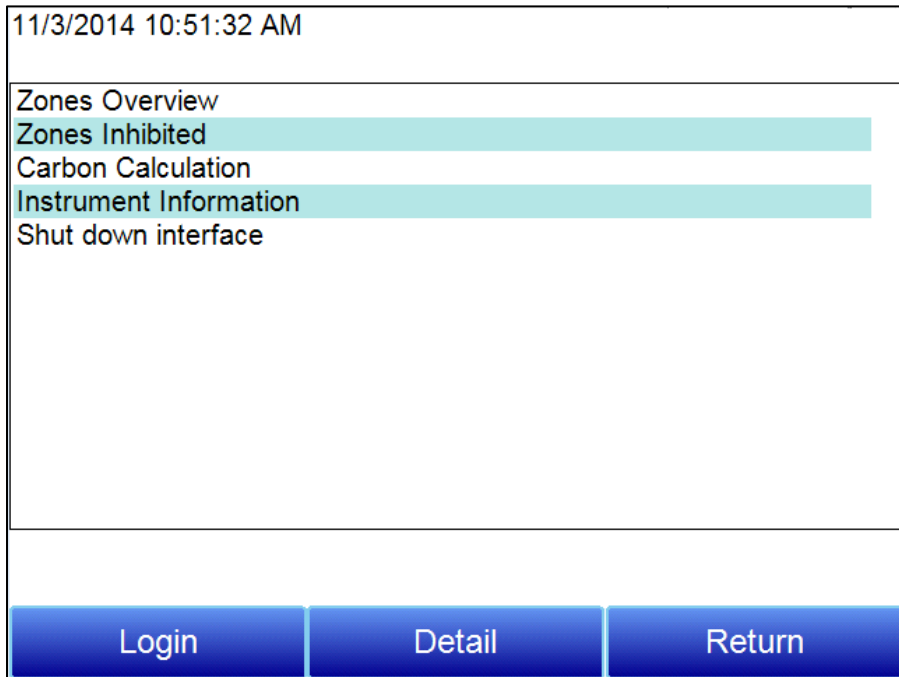 11/3/2014 10:51:32 AM
Zones Overview
Zones Inhibited
Carbon Calculation
Instrument Information
Shut down interface
Login Detail Return